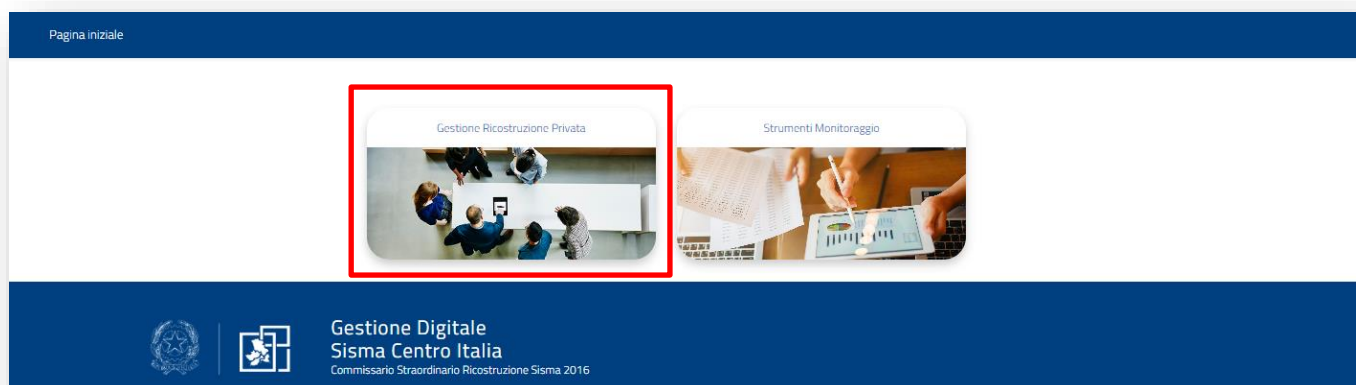 Pagina iniziale
Gestione Ricostruzione Privata
Strumenti Monitoraggio
Gestione Digitale
Sisma Centro Italia
Commissario Straordinario Ricostruzione Sisma 2016